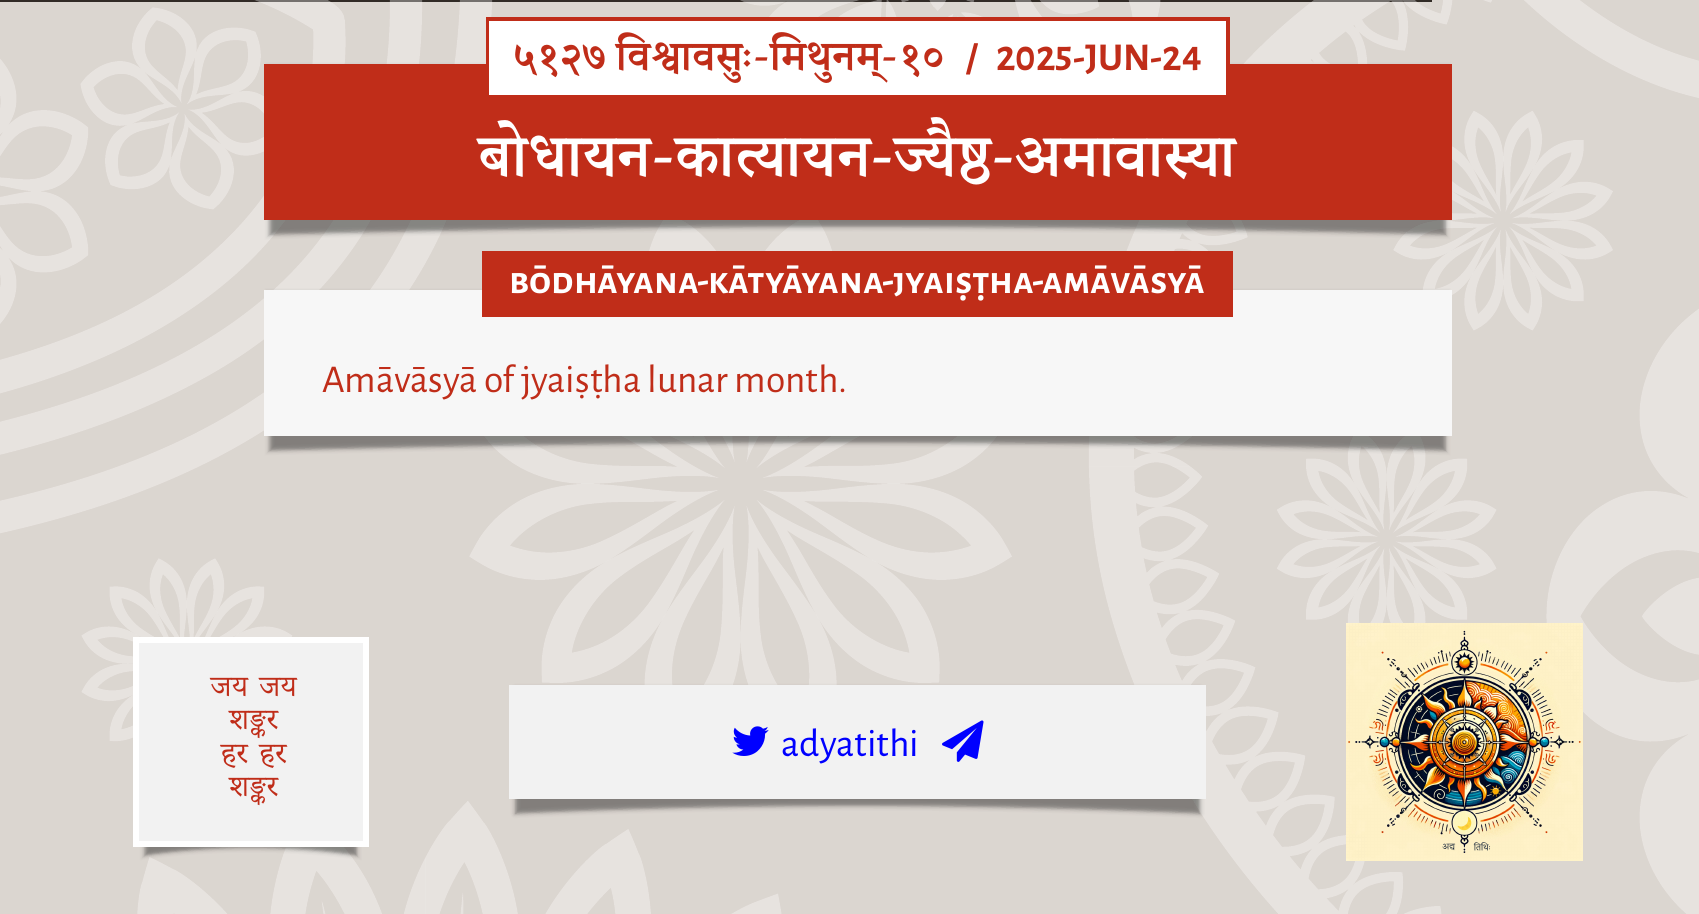 ५१२७ विश्वावसुः-मिथुनम्-१० / 2025-JUN-24
बोधायन-कात्यायन-ज्यैष्ठ-अमावास्या
BŌDHĀYANA-KĀTYĀYANA-JYAIṢṬHA-AMĀVĀSYĀ
Amāvāsyā of jyaiṣṭha lunar month.
जय जय
शङ्कर
हर हर
शङ्कर
adyatithi
अद्य तिथिः